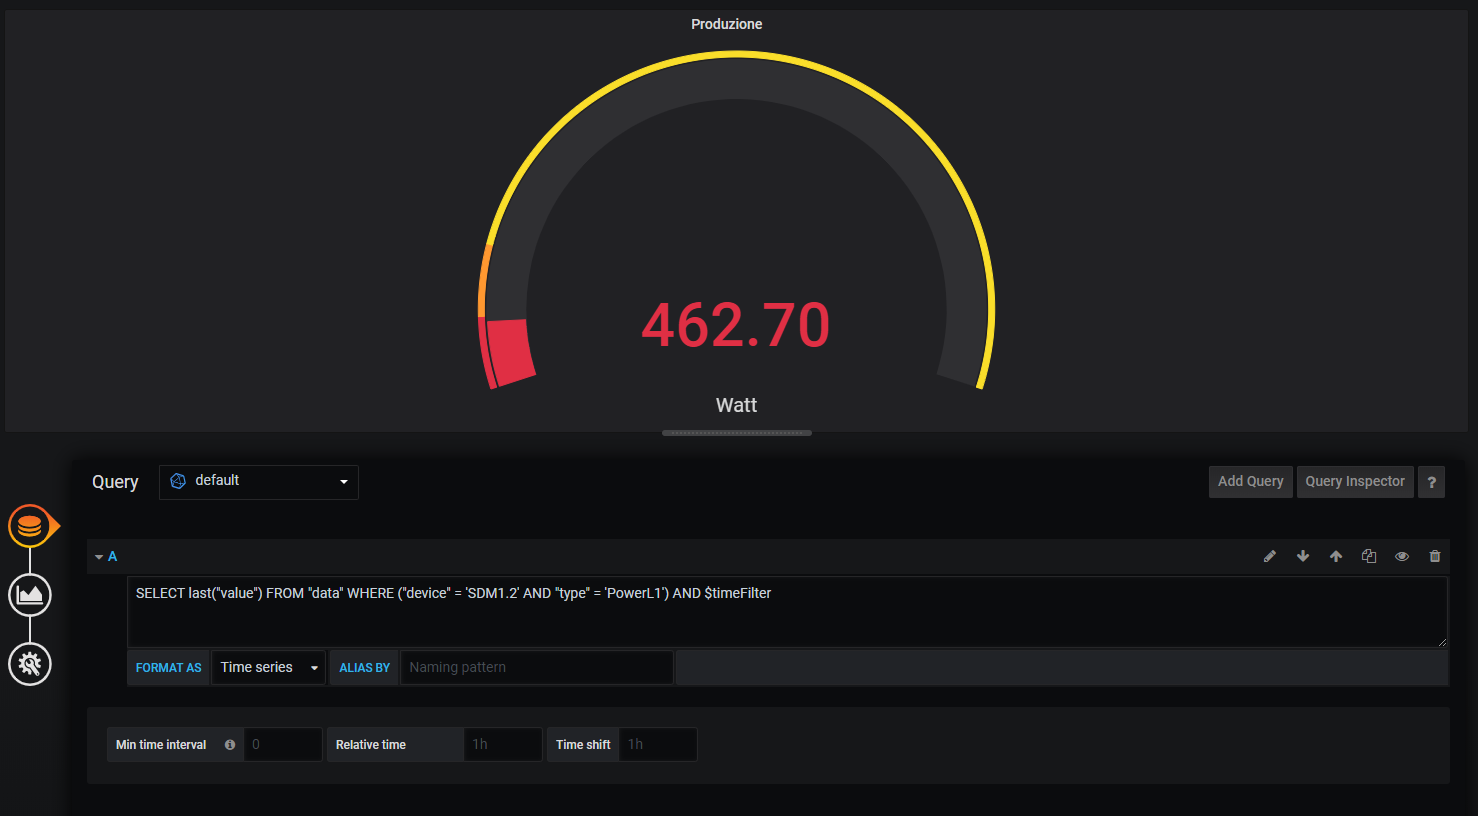 Produzione
462.70
Watt
Query default Add Query Query Inspector ?
A
SELECT last("value") FROM "data" WHERE ("device" = 'SDM1.2' AND "type" = 'PowerL1') AND $timeFilter
FORMAT AS Time series ALIAS BY Naming pattern
Min time interval 0 Relative time 1h Time shift 1h